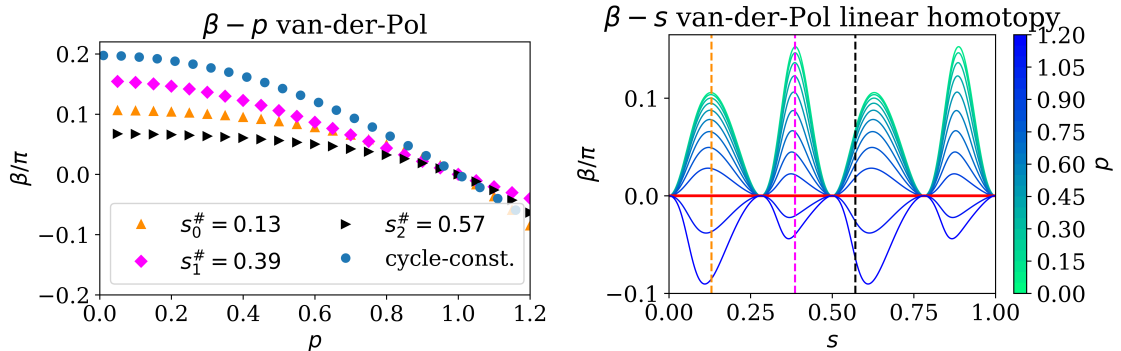 β − p van-der-Pol
0.2
0.1
0.0
−0.1
−0.2
β/π
s₀^# = 0.13
s₁^# = 0.39
s₂^# = 0.57
cycle-const.
0.0 0.2 0.4 0.6 0.8 1.0 1.2
p
β − s van-der-Pol linear homotopy
0.1
0.0
−0.1
β/π
0.00 0.25 0.50 0.75 1.00
s
1.20
1.05
0.90
0.75
0.60
0.45
0.30
0.15
0.00
p